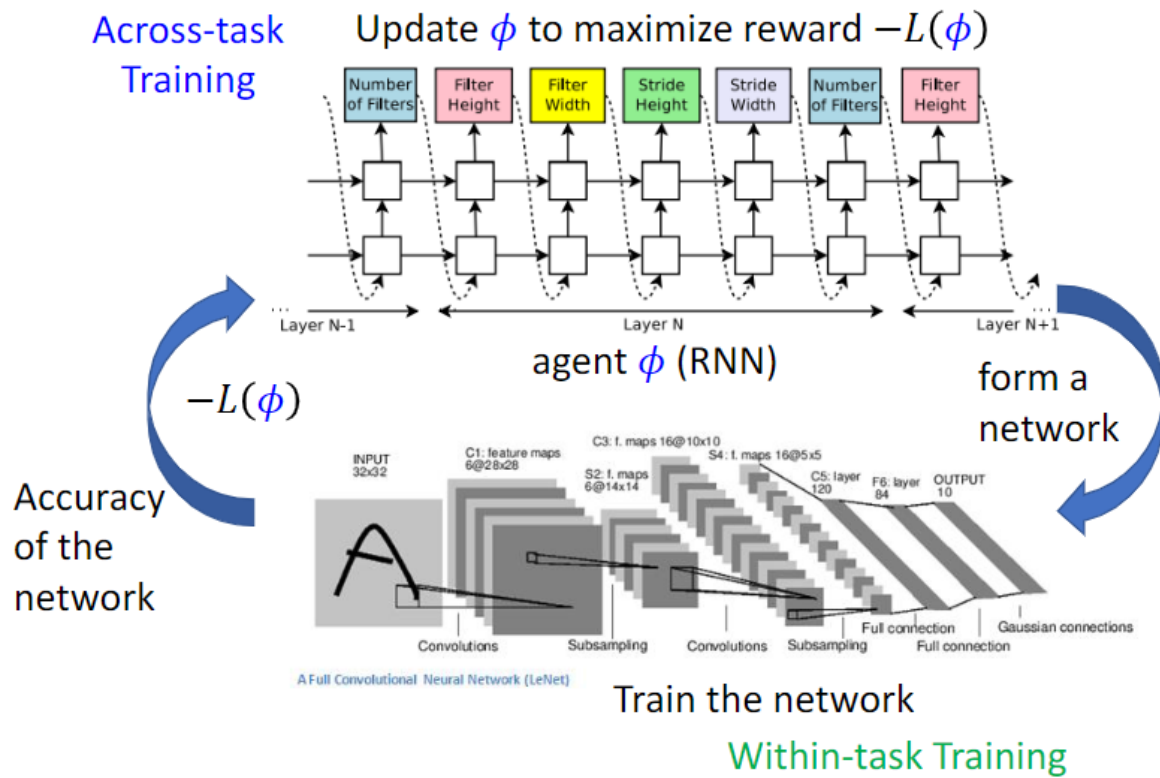 Across-task
Training
Update ϕ to maximize reward −L(ϕ)
Number
of Filters
Filter
Height
Filter
Width
Stride
Height
Stride
Width
Number
of Filters
Filter
Height
...
Layer N-1
Layer N
Layer N+1
...
agent ϕ (RNN)
form a
network
−L(ϕ)
Accuracy
of the
network
INPUT
32x32
C1: feature maps
6@28x28
S2: f. maps
6@14x14
C3: f. maps 16@10x10
S4: f. maps 16@5x5
C5: layer
120
F6: layer
84
OUTPUT
10
Convolutions
Subsampling
Convolutions
Subsampling
Full connection
Full connection
Gaussian connections
A Full Convolutional Neural Network (LeNet)
Train the network
Within-task Training